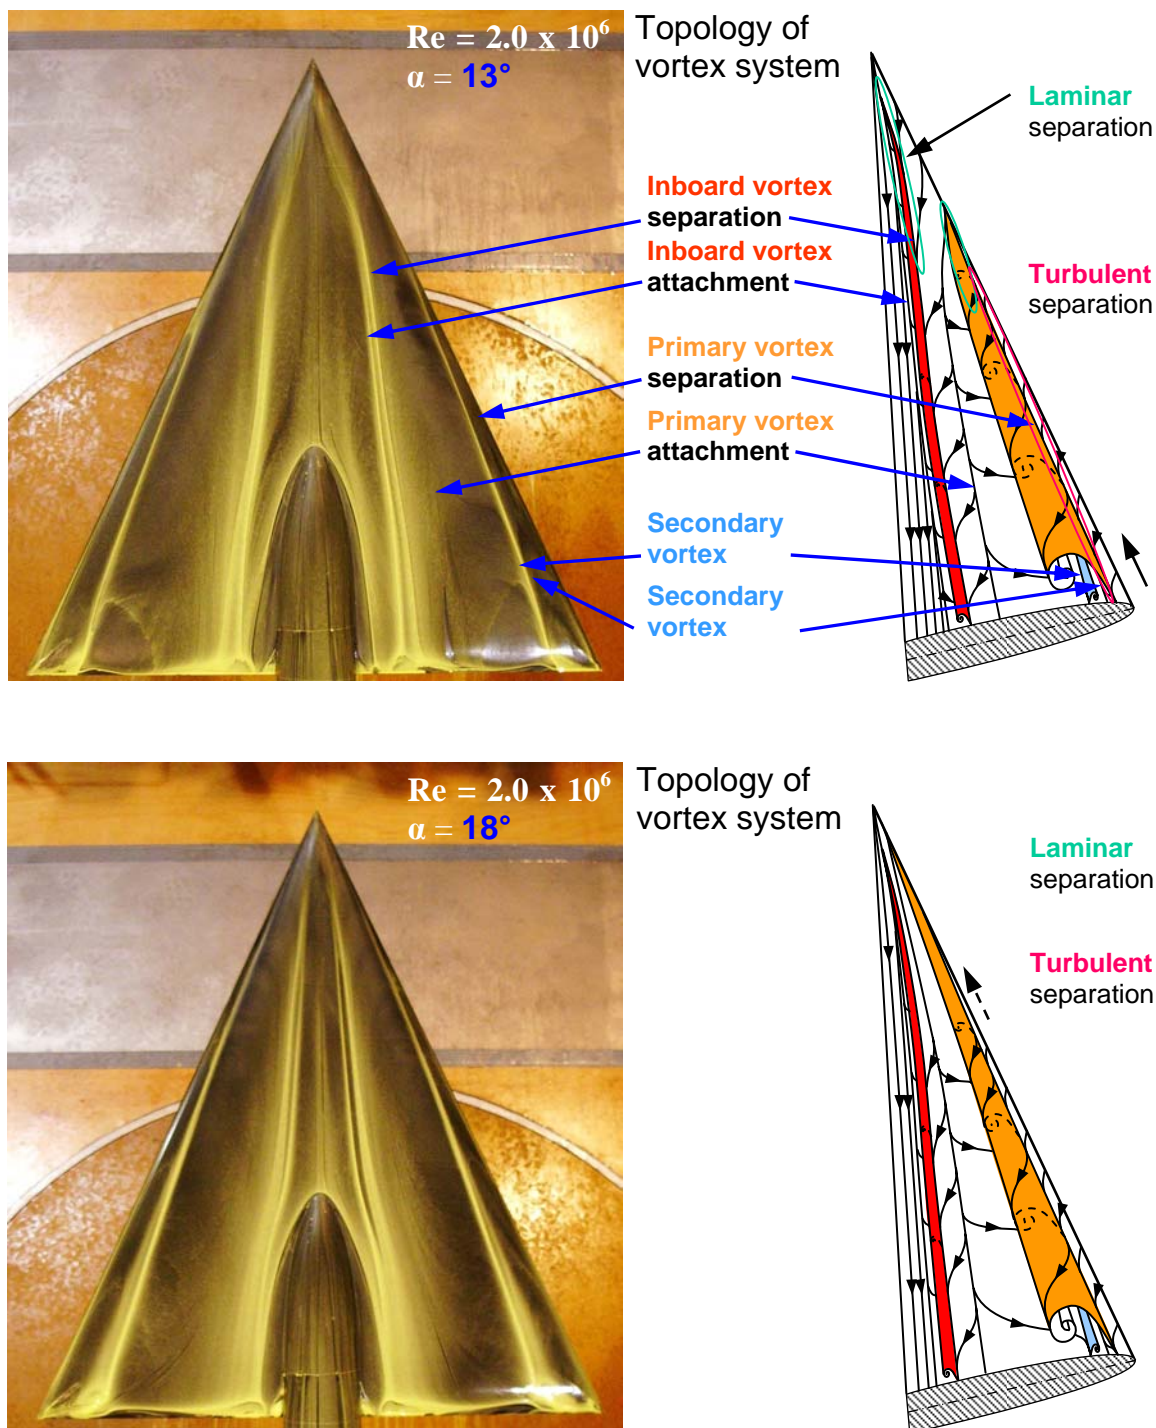 Re = 2.0 x 10⁶
α = 13°
Topology of
vortex system
Laminar
separation
Inboard vortex
separation
Inboard vortex
attachment
Turbulent
separation
Primary vortex
separation
Primary vortex
attachment
Secondary
vortex
Secondary
vortex
Re = 2.0 x 10⁶
α = 18°
Topology of
vortex system
Laminar
separation
Turbulent
separation